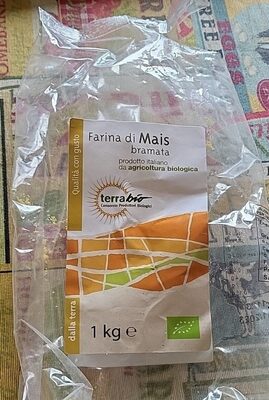 Farina di Mais
bramata
prodotto italiano
da agricoltura biologica
Qualità con gusto
terrabio
Consorzio Produttori Biologici
dalla terra
1 kg ℮
EGGS